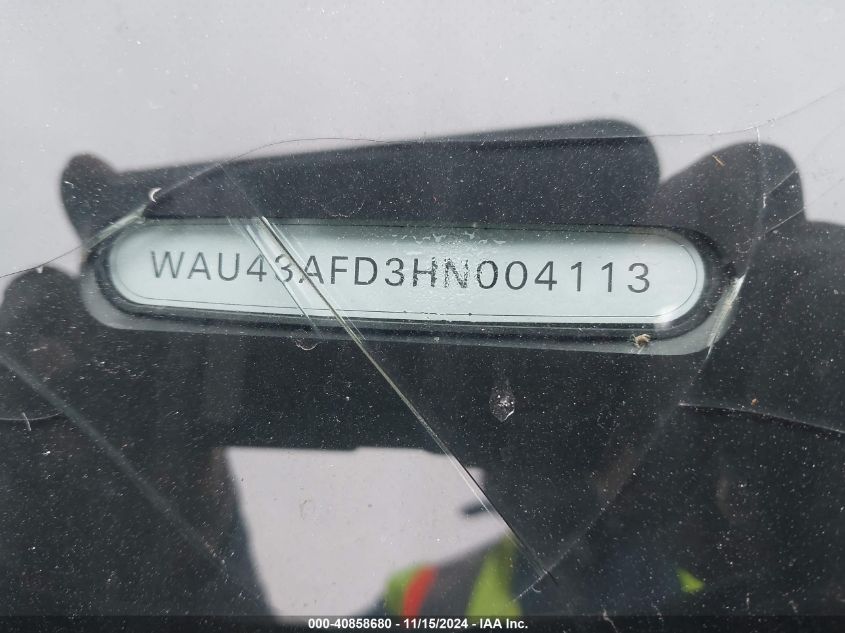 WAU43AFD3HN004113
000-40858680 - 11/15/2024 - IAA, Inc.